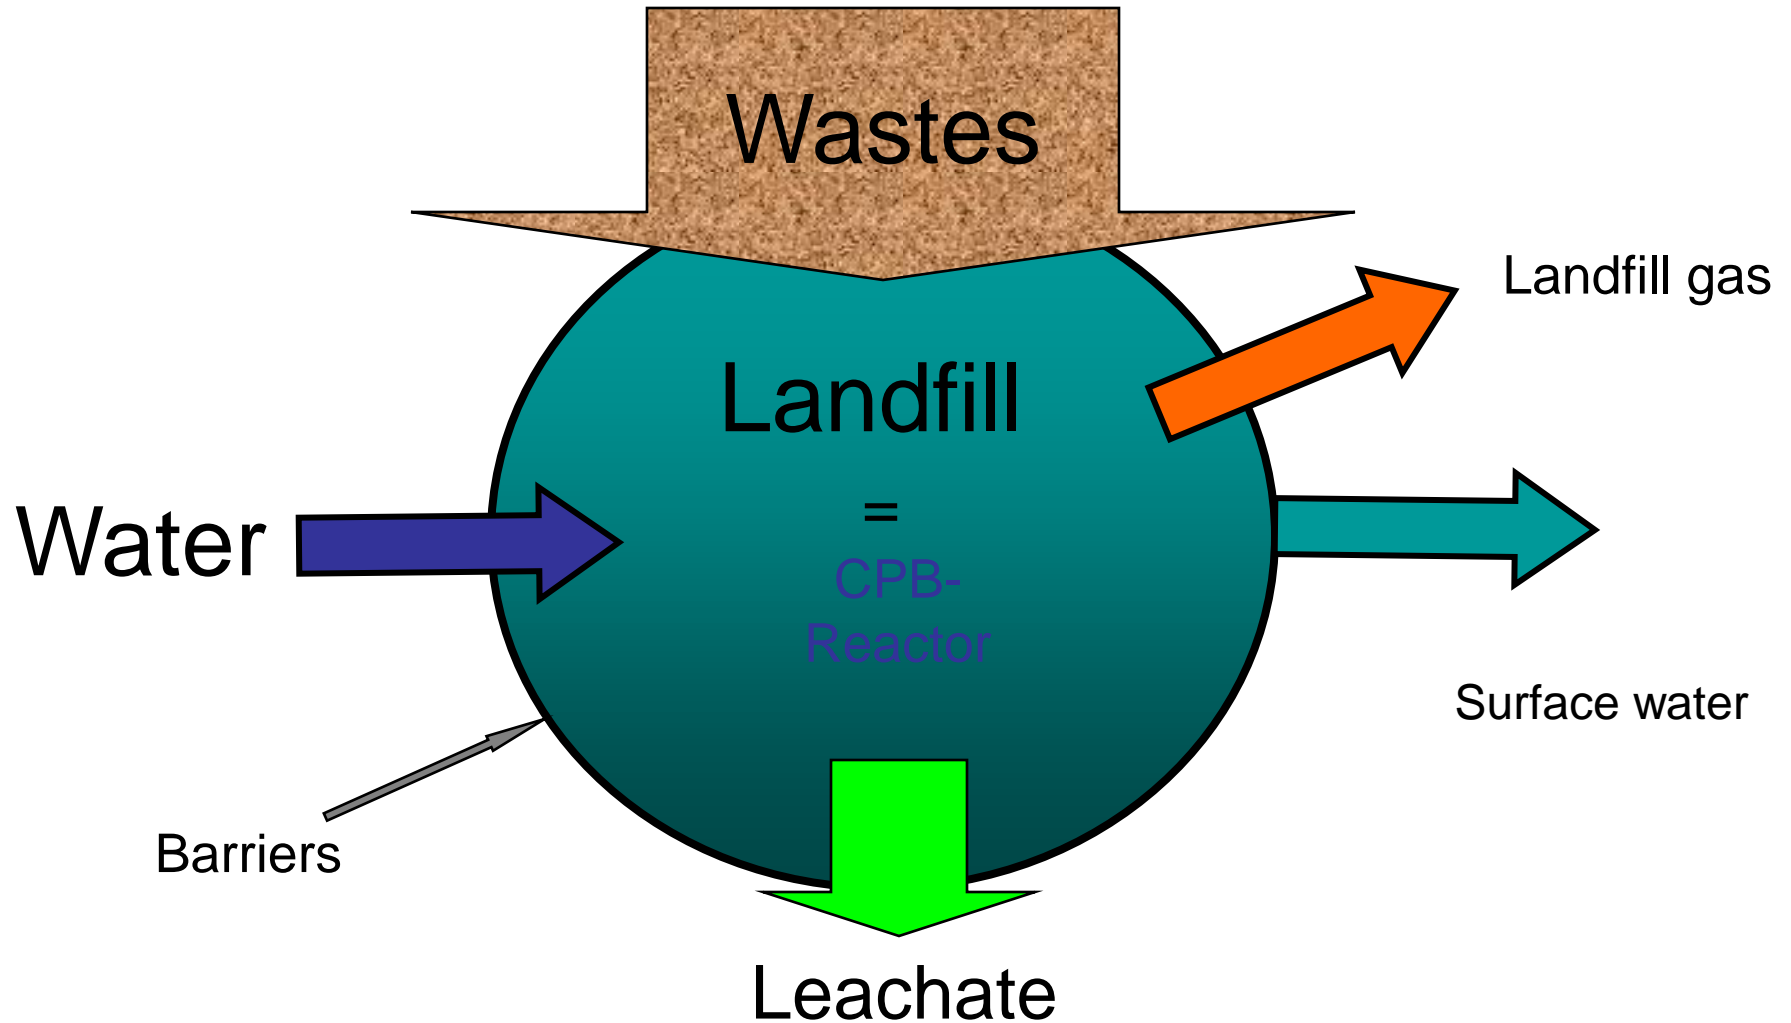 Wastes
Landfill gas
Landfill
=
Water
CPB-
Reactor
Surface water
Barriers
Leachate